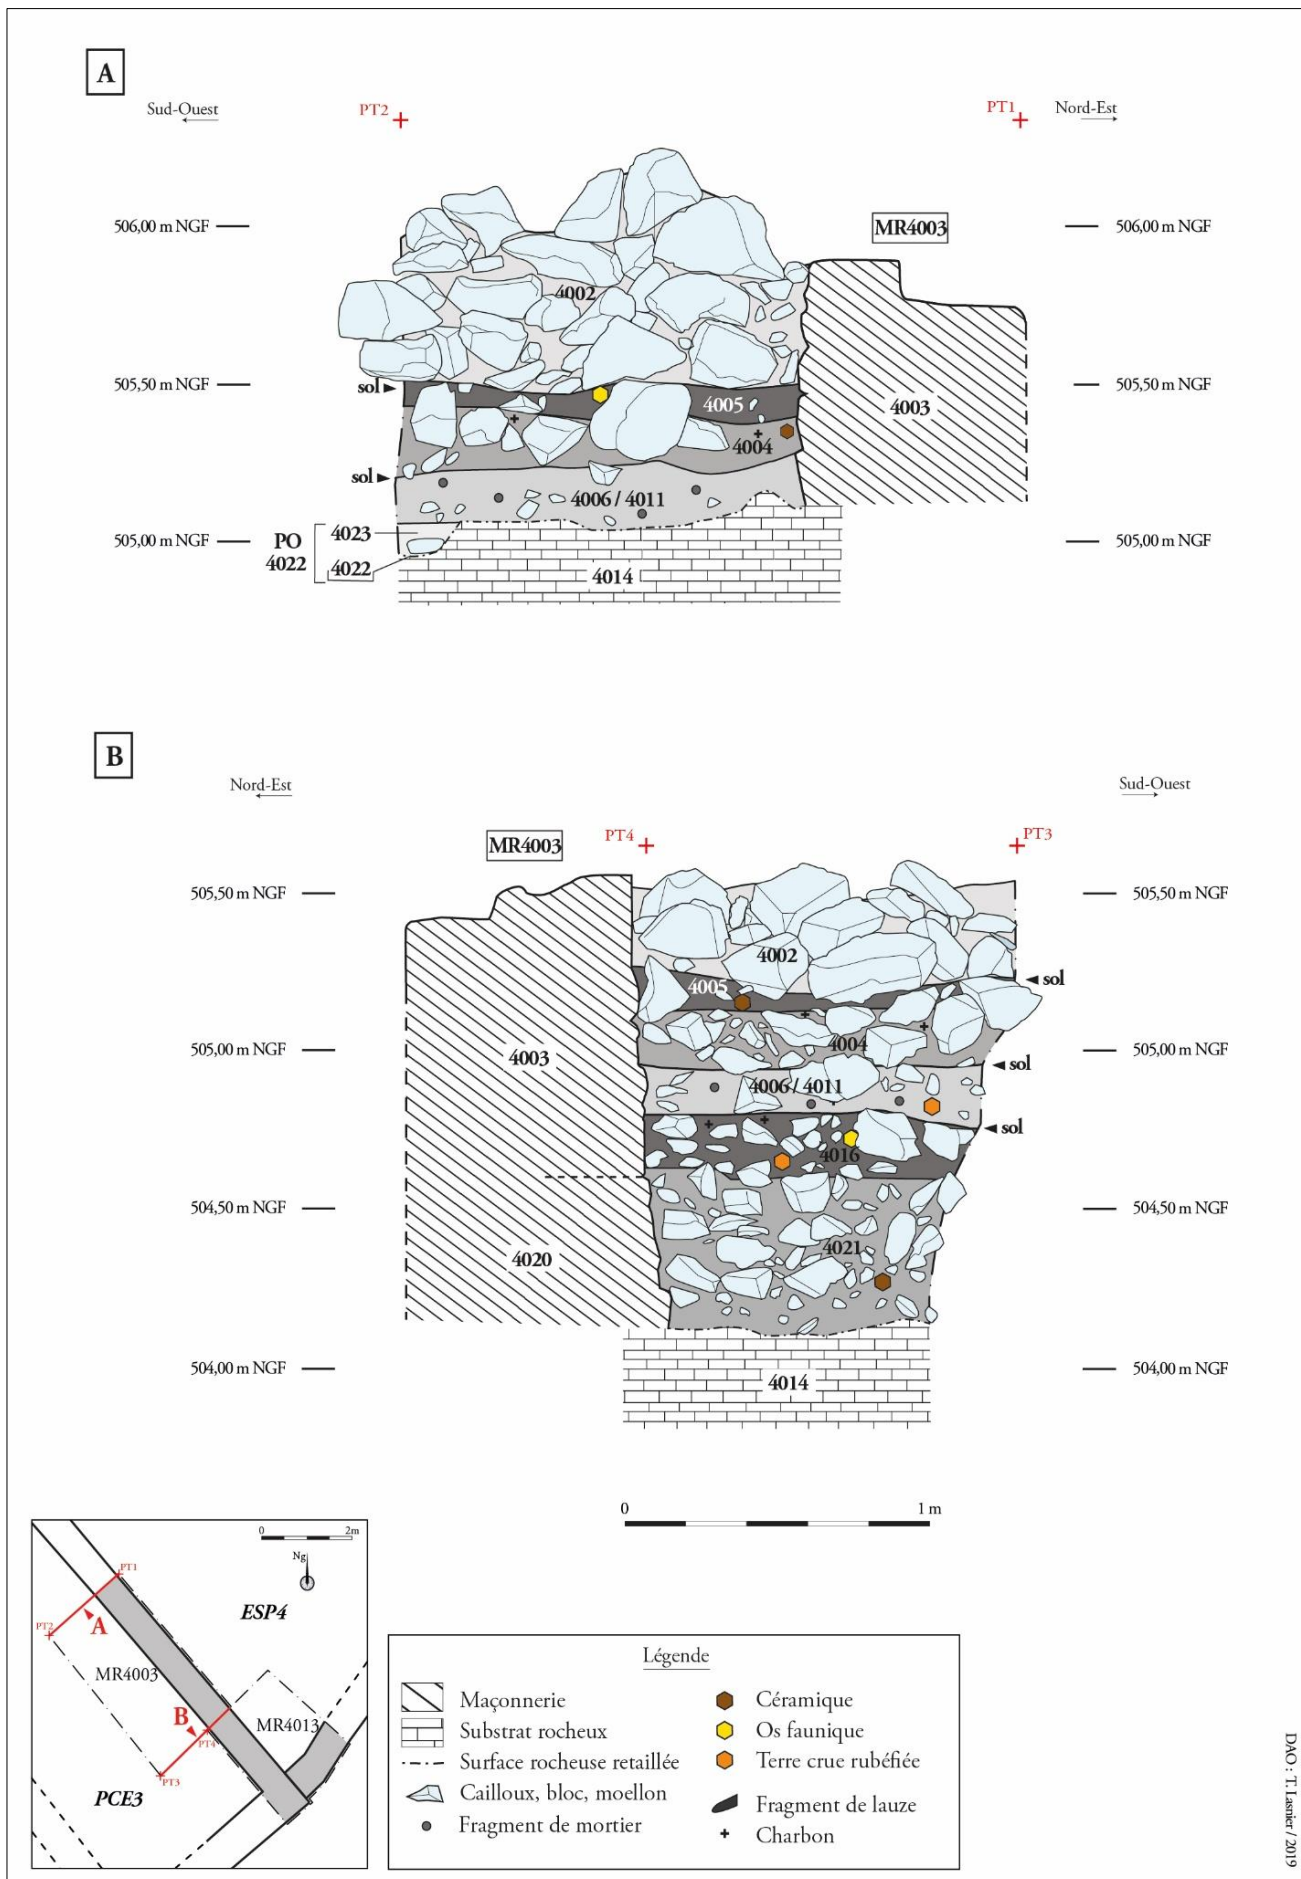 A
Sud-Ouest
PT2
PT1
Nord-Est
506,00 m NGF
MR4003
506,00 m NGF
4002
505,50 m NGF
sol
505,50 m NGF
4005
4003
4004
sol
4006 / 4011
505,00 m NGF
PO
4022
4023
4022
505,00 m NGF
4014
B
Nord-Est
Sud-Ouest
MR4003
PT4
PT3
505,50 m NGF
505,50 m NGF
4002
4005
sol
505,00 m NGF
4003
4004
505,00 m NGF
sol
4006 / 4011
sol
4016
504,50 m NGF
504,50 m NGF
4021
4020
504,00 m NGF
504,00 m NGF
4014
0 1 m
0 2m
Ng
PT1
ESP4
PT2
A
MR4003
B
MR4013
PT4
PT3
PCE3
Légende
Maçonnerie
Substrat rocheux
Surface rocheuse retaillée
Cailloux, bloc, moellon
Fragment de mortier
Céramique
Os faunique
Terre crue rubéfiée
Fragment de lauze
Charbon
DAO : T. Lasnier / 2019